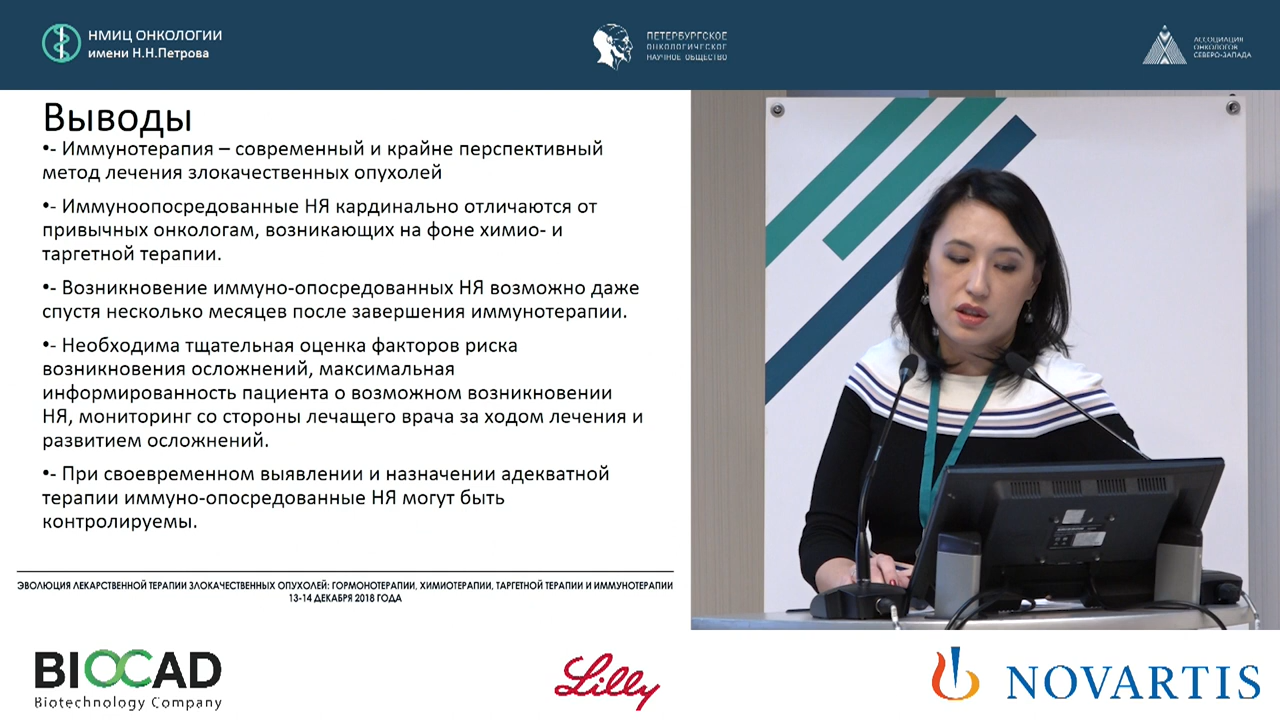 НМИЦ ОНКОЛОГИИ
имени Н.Н.Петрова
ПЕТЕРБУРГСКОЕ
ОНКОЛОГИЧЕСКОЕ
НАУЧНОЕ ОБЩЕСТВО
АССОЦИАЦИЯ
ОНКОЛОГОВ
СЕВЕРО-ЗАПАДА
Выводы
•- Иммунотерапия – современный и крайне перспективный
метод лечения злокачественных опухолей
•- Иммуноопосредованные НЯ кардинально отличаются от
привычных онкологам, возникающих на фоне химио- и
таргетной терапии.
•- Возникновение иммуно-опосредованных НЯ возможно даже
спустя несколько месяцев после завершения иммунотерапии.
•- Необходима тщательная оценка факторов риска
возникновения осложнений, максимальная
информированность пациента о возможном возникновении
НЯ, мониторинг со стороны лечащего врача за ходом лечения и
развитием осложнений.
•- При своевременном выявлении и назначении адекватной
терапии иммуно-опосредованные НЯ могут быть
контролируемы.
ЭВОЛЮЦИЯ ЛЕКАРСТВЕННОЙ ТЕРАПИИ ЗЛОКАЧЕСТВЕННЫХ ОПУХОЛЕЙ: ГОРМОНОТЕРАПИИ, ХИМИОТЕРАПИИ, ТАРГЕТНОЙ ТЕРАПИИ И ИММУНОТЕРАПИИ
13-14 ДЕКАБРЯ 2018 ГОДА
BIOCAD
Biotechnology Company
Lilly
NOVARTIS